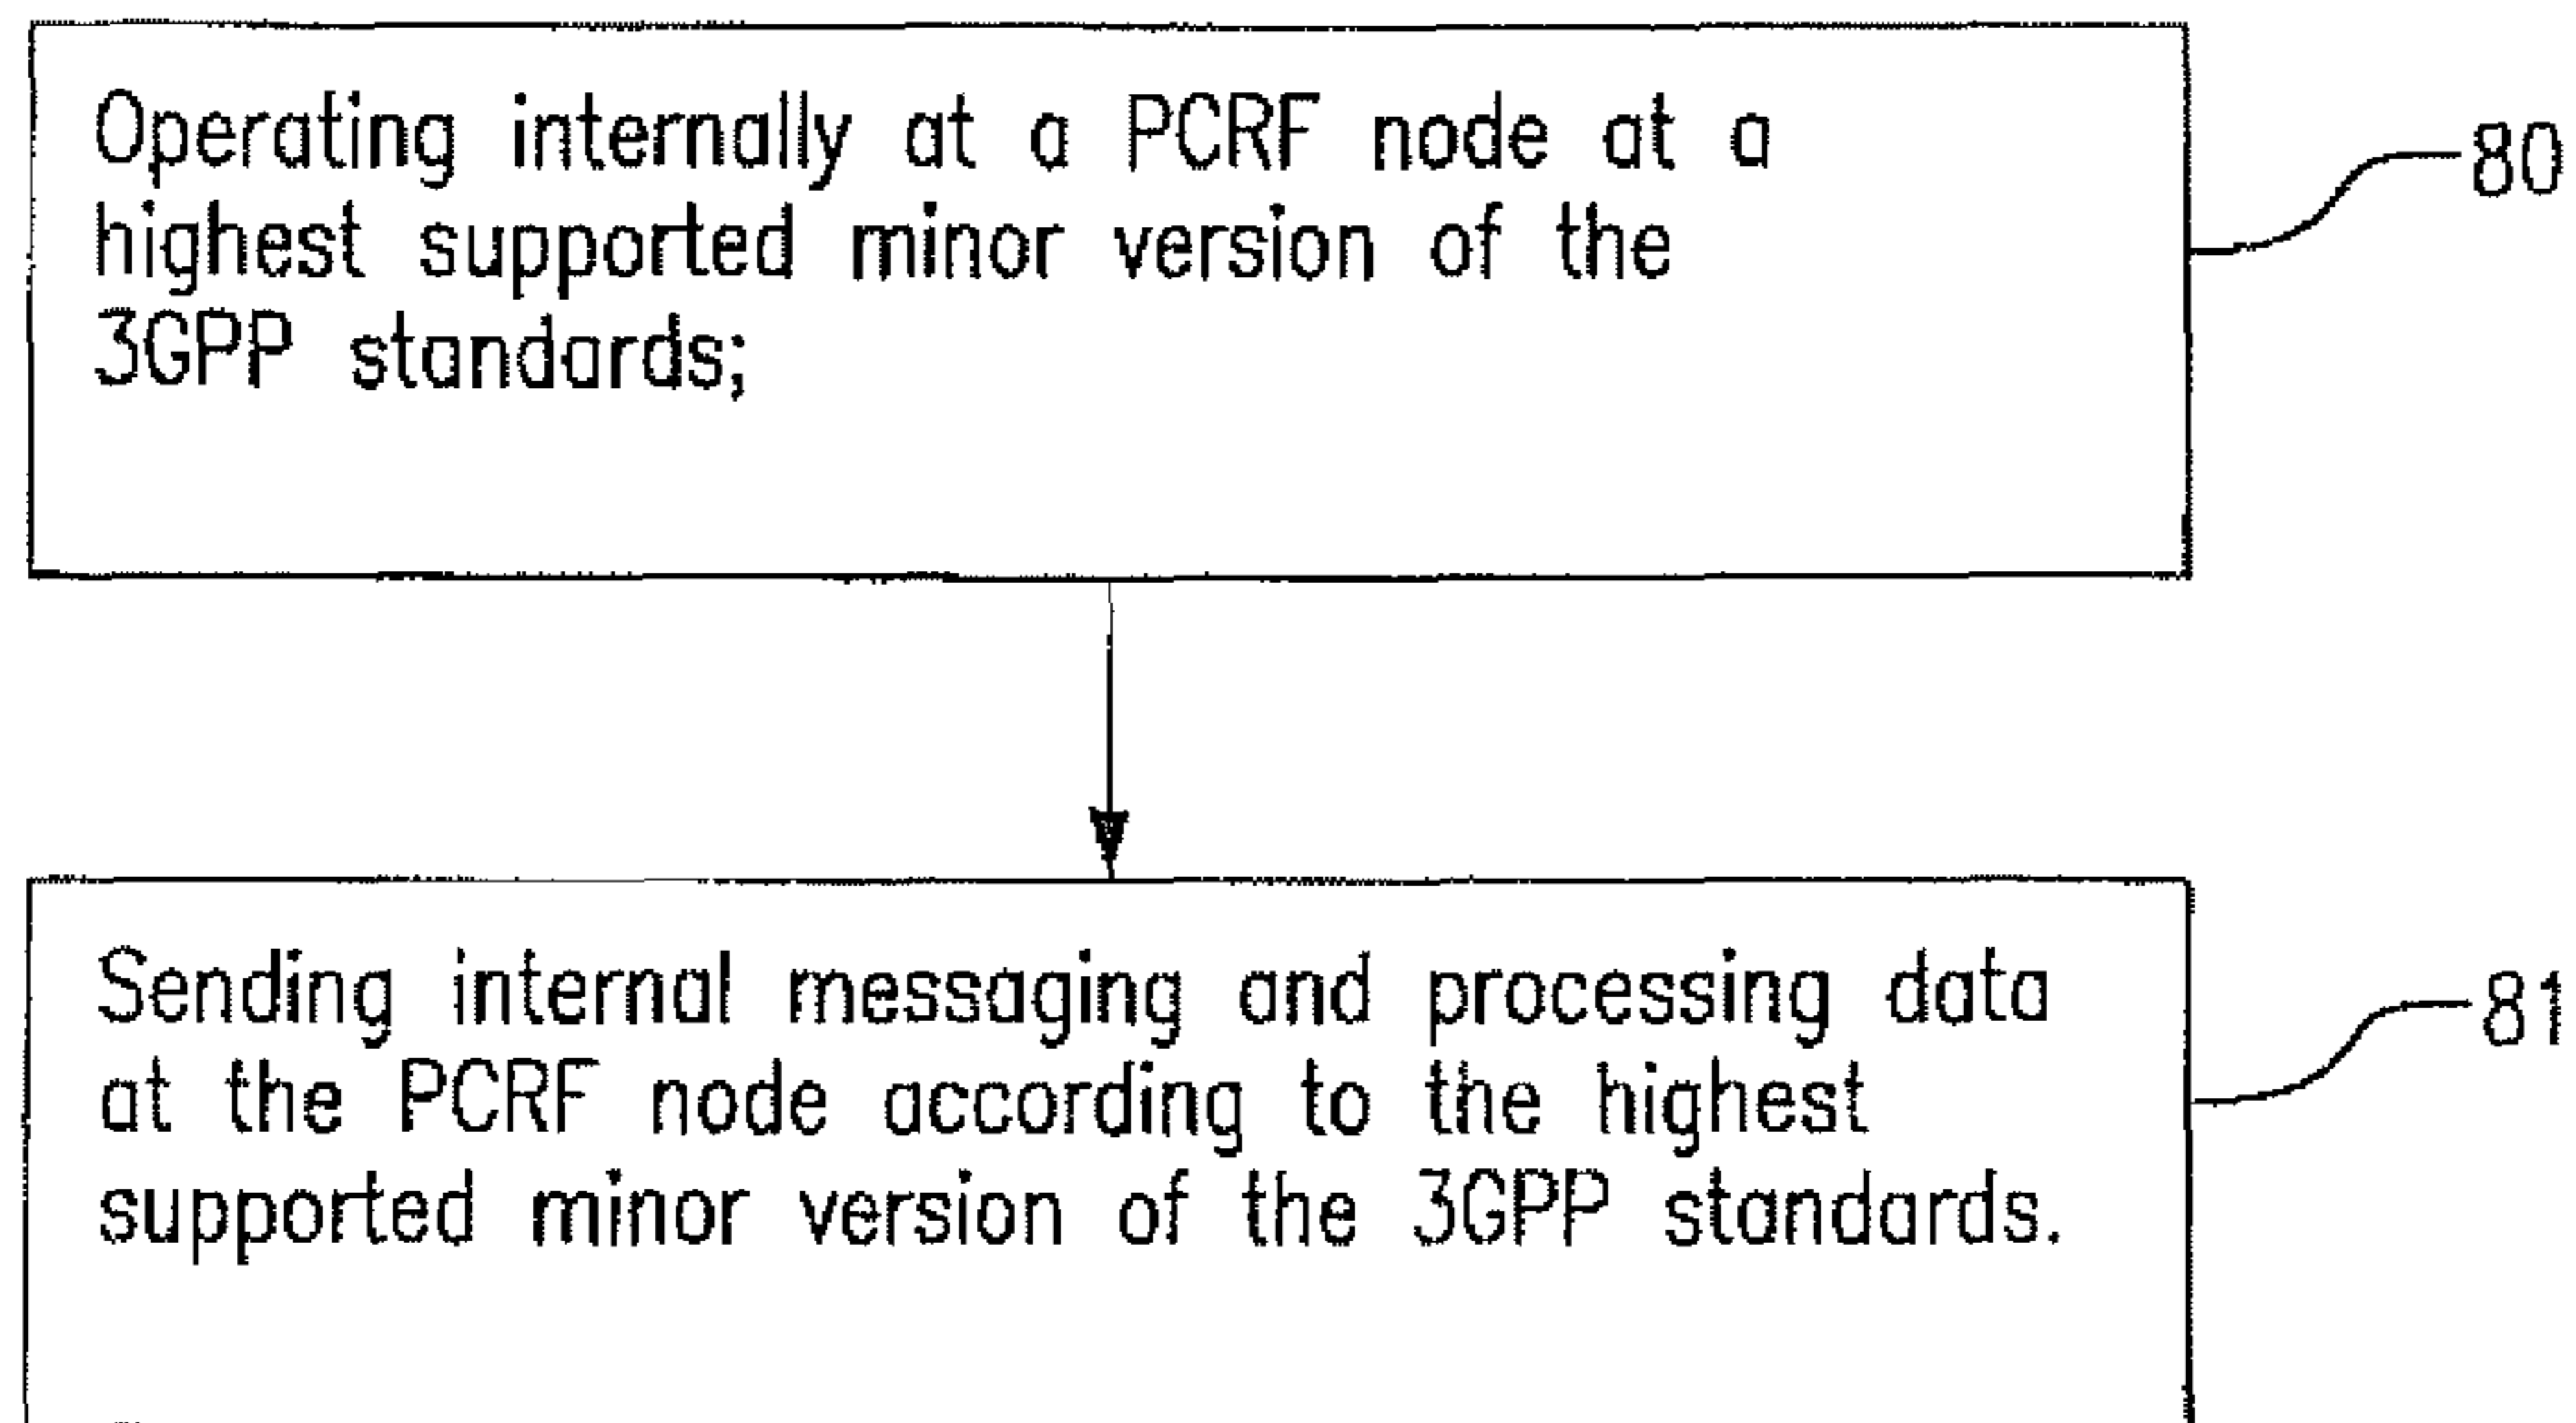 Operating internally at a PCRF node at a
highest supported minor version of the
3GPP standards;
80
Sending internal messaging and processing data
at the PCRF node according to the highest
supported minor version of the 3GPP standards.
81